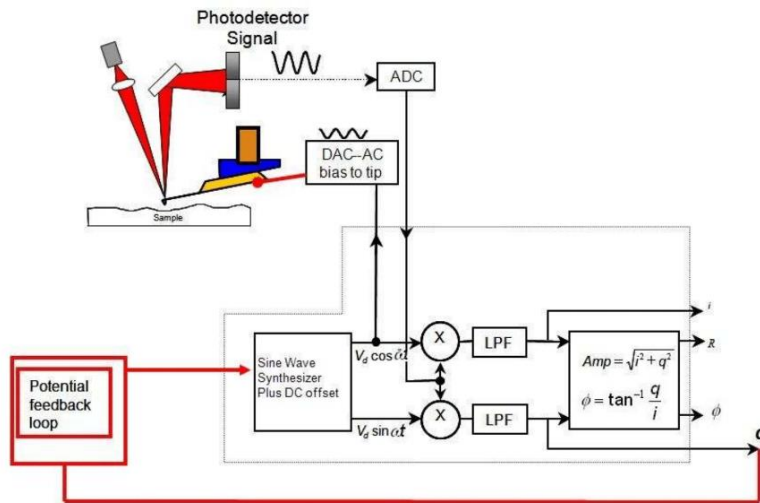 Photodetector
Signal
ADC
DAC--AC
bias to tip
Sample
i
LPF
R
Sine Wave
Synthesizer
Plus DC offset
V_d cos ωt
X
Amp = √i² + q²
Potential
feedback
loop
φ = tan⁻¹ q/i
X
LPF
φ
V_d sin ωt
q